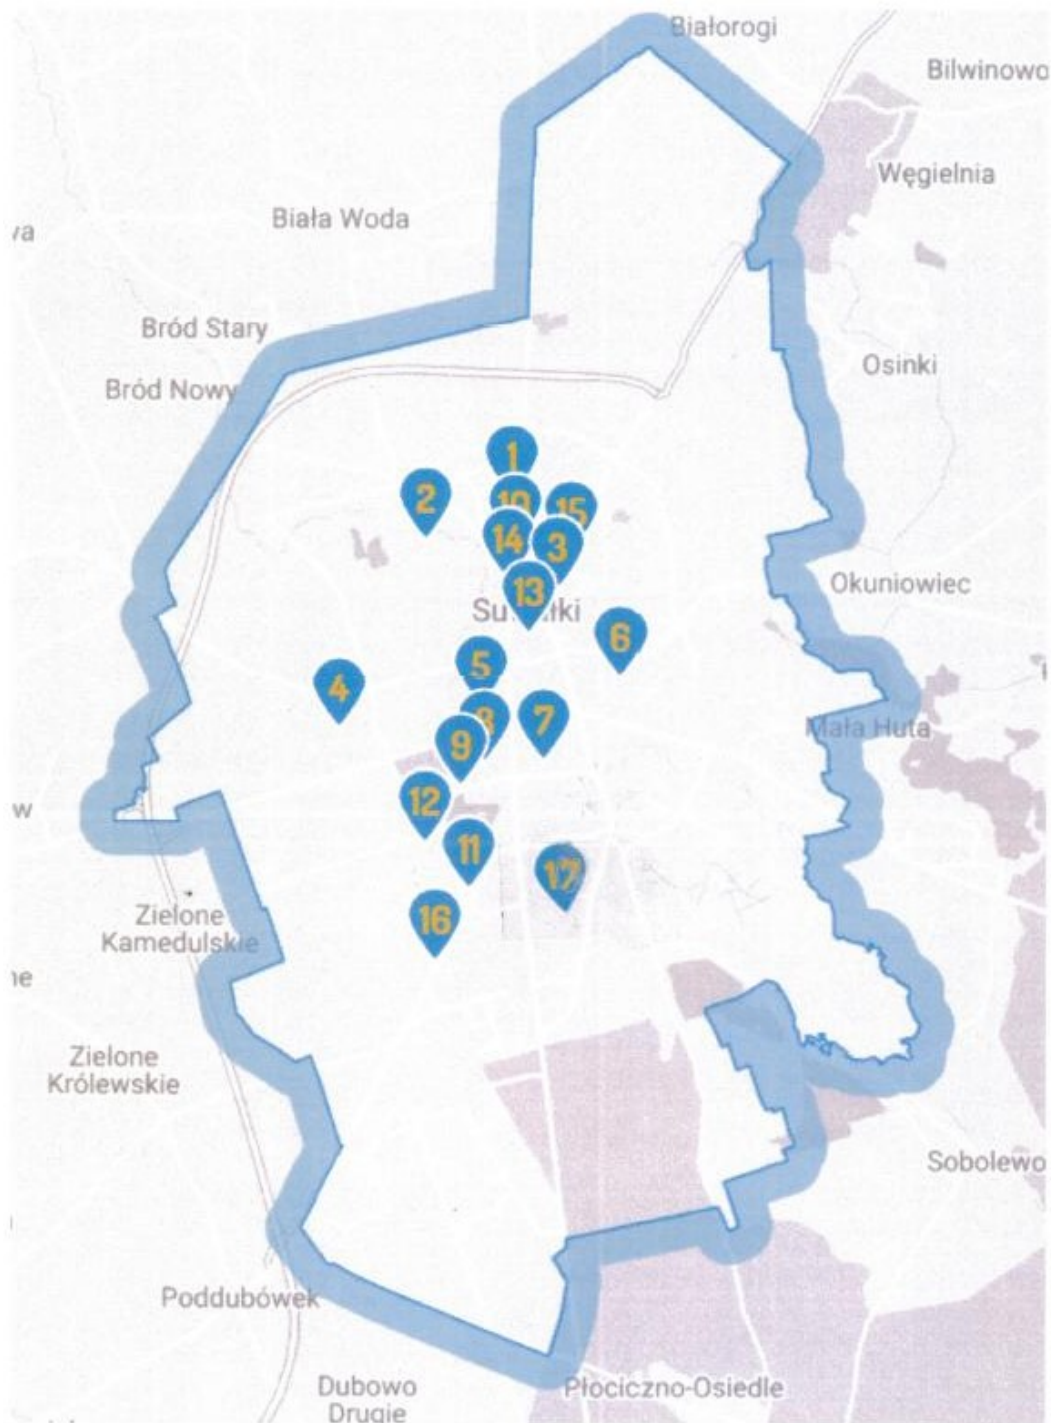 Białorogi
Bilwinowo
Węgielnia
Biała Woda
Bród Stary
Osinki
Bród Nowy
1
2
10
15
14
3
13
Okuniowiec
6
5
4
8
7
Mała Huta
9
12
11
17
Zielone
Kamedulskie
16
Zielone
Królewskie
Sobolewo
Poddubówek
Dubowo
Drugie
Płociczno-Osiedle